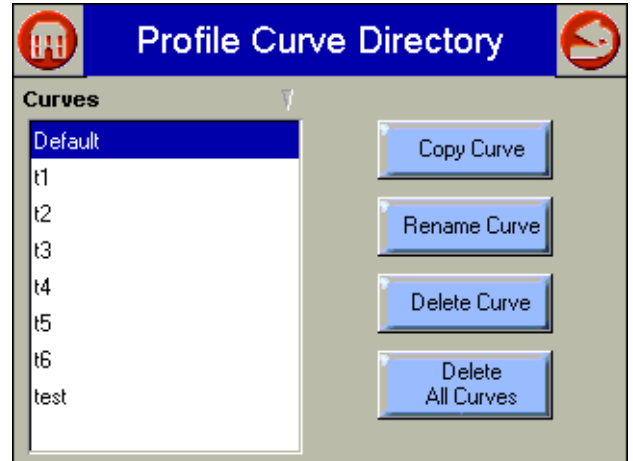 Profile Curve Directory
Curves
Default
t1
t2
t3
t4
t5
t6
test
Copy Curve
Rename Curve
Delete Curve
Delete
All Curves